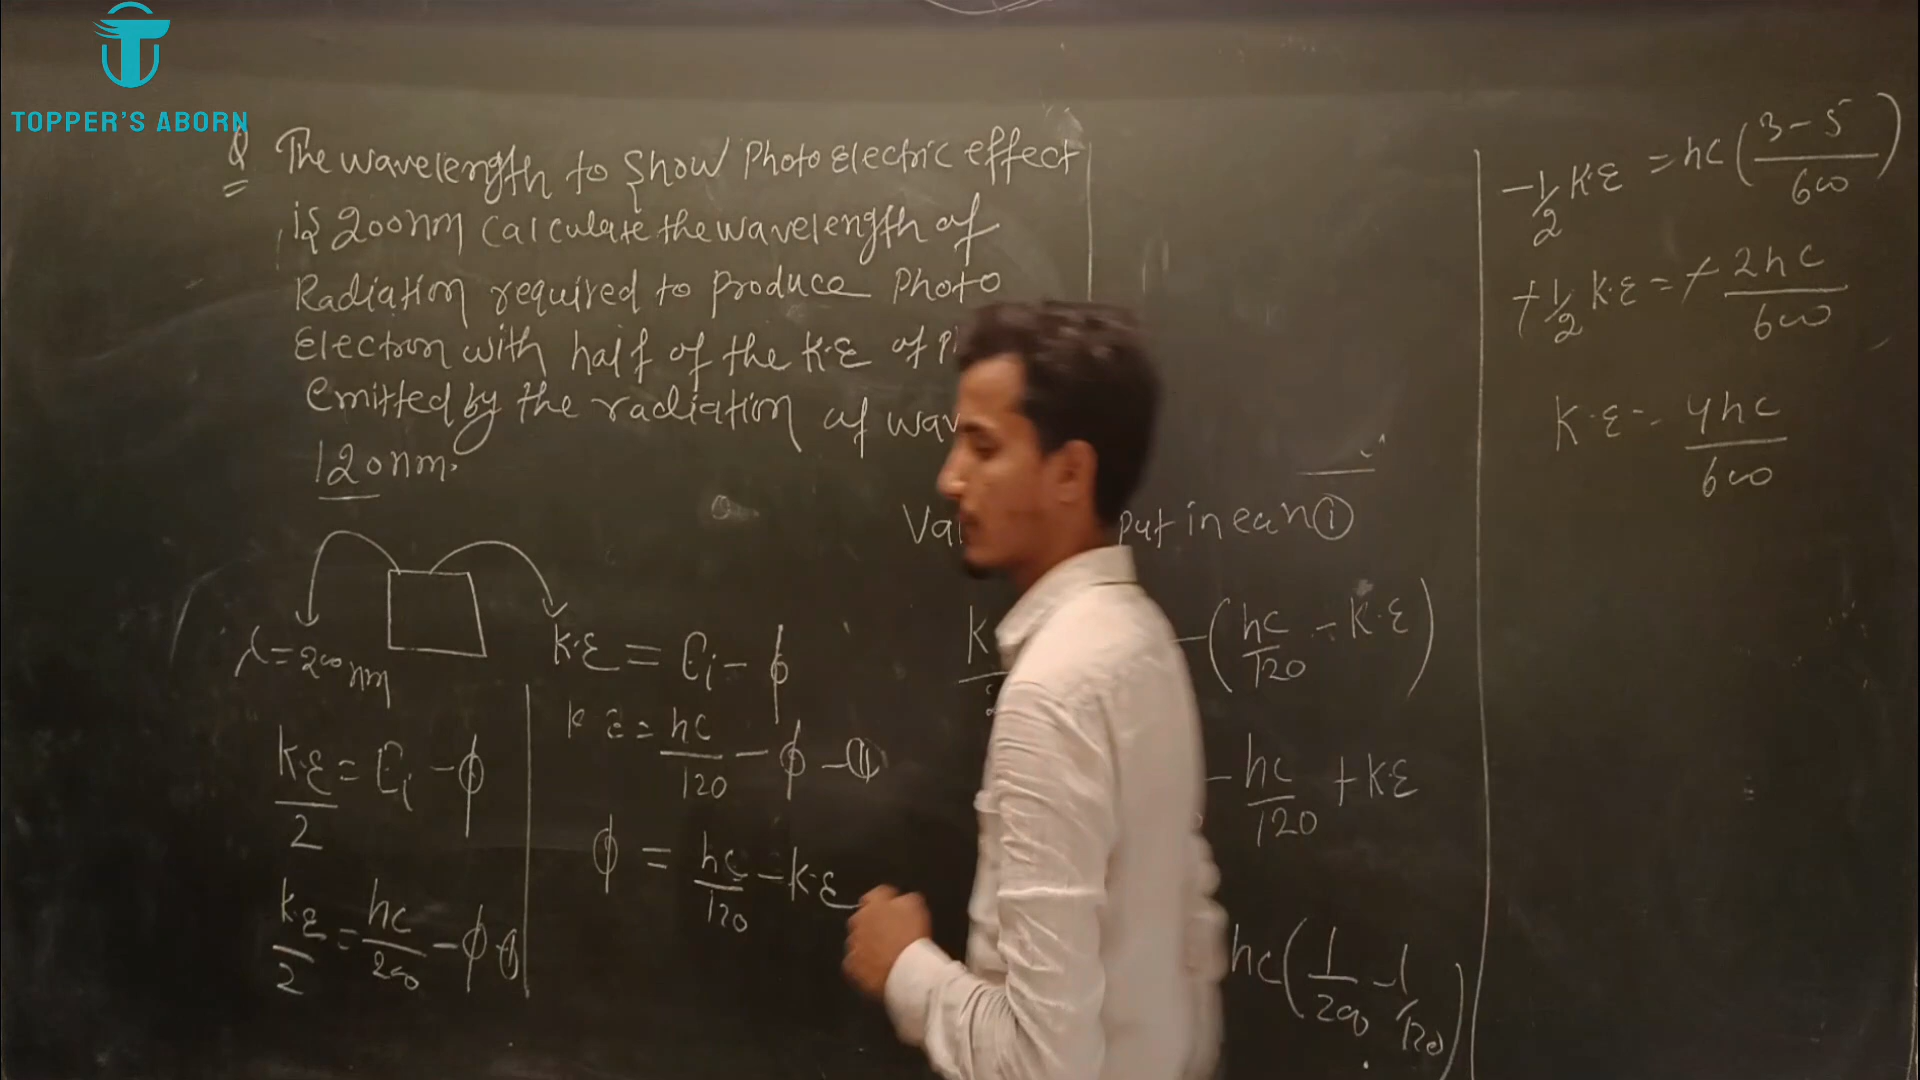 TOPPER'S ABORN
Q The wavelength to Show Photo Electric effect
is 200nm Calculate the wavelength of
Radiation required to produce Photo
Electron with half of the K.E of
emitted by the radiation of
120nm.
λ = 200nm
K.E = Ei - φ
K.E = hc/120 - φ - ⑪
φ = hc/120 - K.E
K.E/2 = Ei - φ
K.E/2 = hc/200 - φ ①
put in eqn ①
- (hc/120 - K.E)
- hc/120 + K.E
hc (1/200 - 1/120)
-1/2 K.E = hc (3-5/600)
+1/2 K.E = + 2hc/600
K.E = 4hc/600